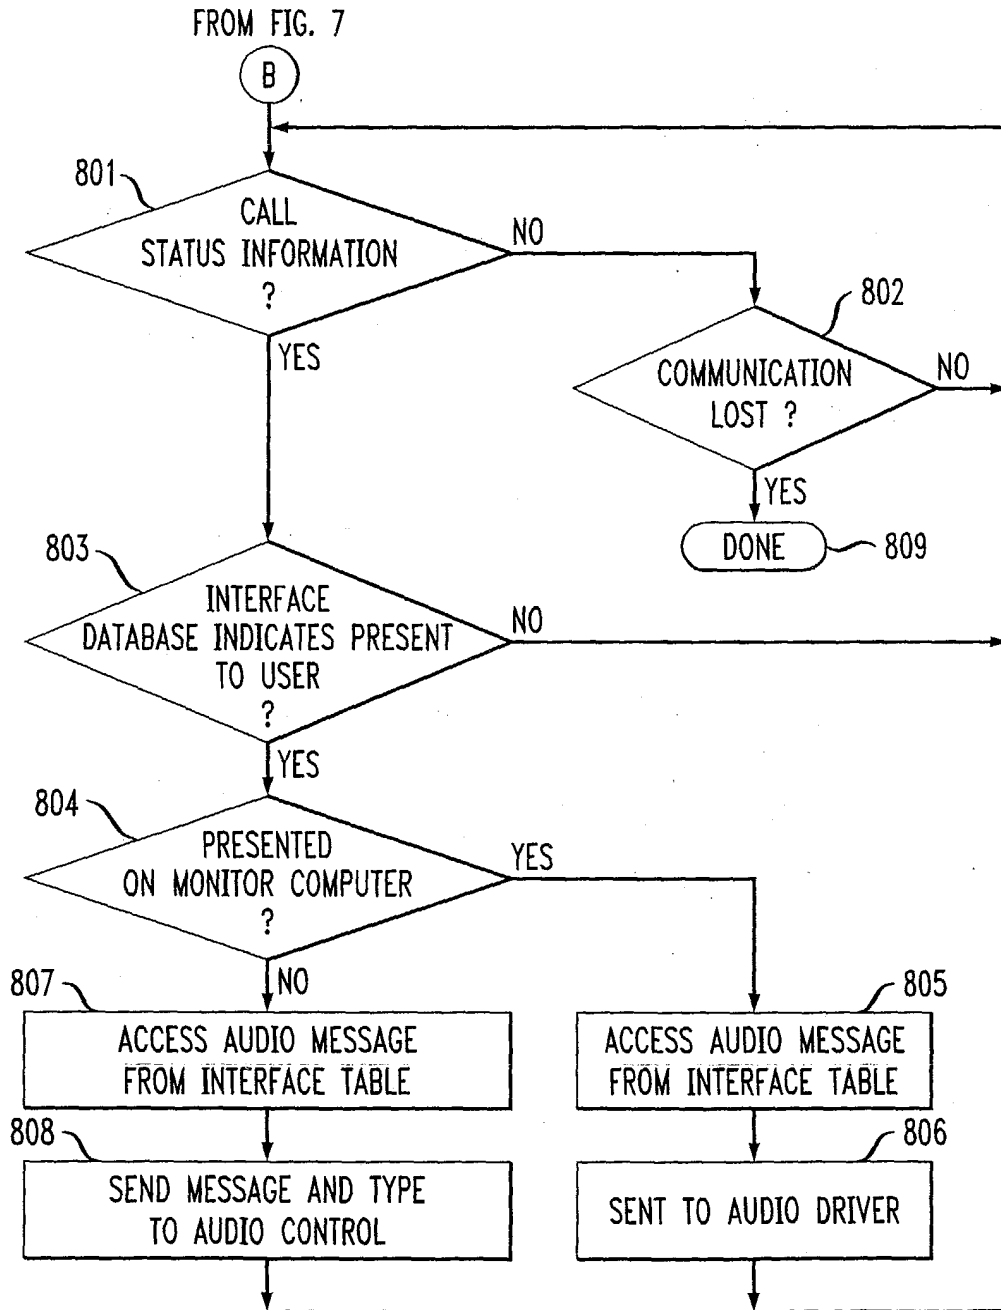 FROM FIG. 7
B
801
CALL
STATUS INFORMATION
?
NO
YES
802
COMMUNICATION
LOST ?
NO
YES
DONE
809
803
INTERFACE
DATABASE INDICATES PRESENT
TO USER
?
NO
YES
804
PRESENTED
ON MONITOR COMPUTER
?
YES
NO
807
ACCESS AUDIO MESSAGE
FROM INTERFACE TABLE
805
ACCESS AUDIO MESSAGE
FROM INTERFACE TABLE
808
SEND MESSAGE AND TYPE
TO AUDIO CONTROL
806
SENT TO AUDIO DRIVER